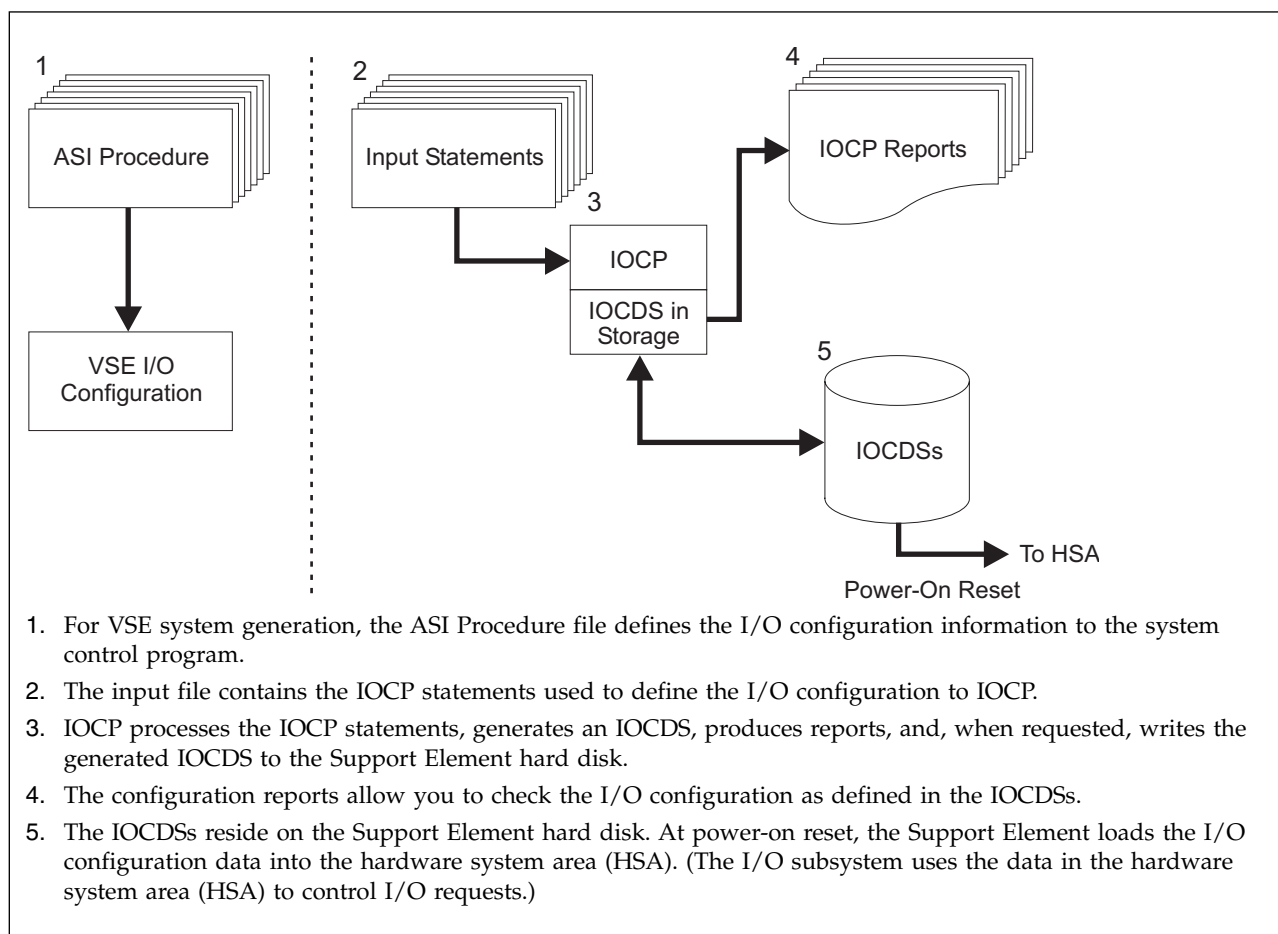 1
ASI Procedure
VSE I/O
Configuration
2
Input Statements
3
IOCP
IOCDS in
Storage
4
IOCP Reports
5
IOCDSs
To HSA
Power-On Reset
1. For VSE system generation, the ASI Procedure file defines the I/O configuration information to the system
control program.
2. The input file contains the IOCP statements used to define the I/O configuration to IOCP.
3. IOCP processes the IOCP statements, generates an IOCDS, produces reports, and, when requested, writes the
generated IOCDS to the Support Element hard disk.
4. The configuration reports allow you to check the I/O configuration as defined in the IOCDSs.
5. The IOCDSs reside on the Support Element hard disk. At power-on reset, the Support Element loads the I/O
configuration data into the hardware system area (HSA). (The I/O subsystem uses the data in the hardware
system area (HSA) to control I/O requests.)